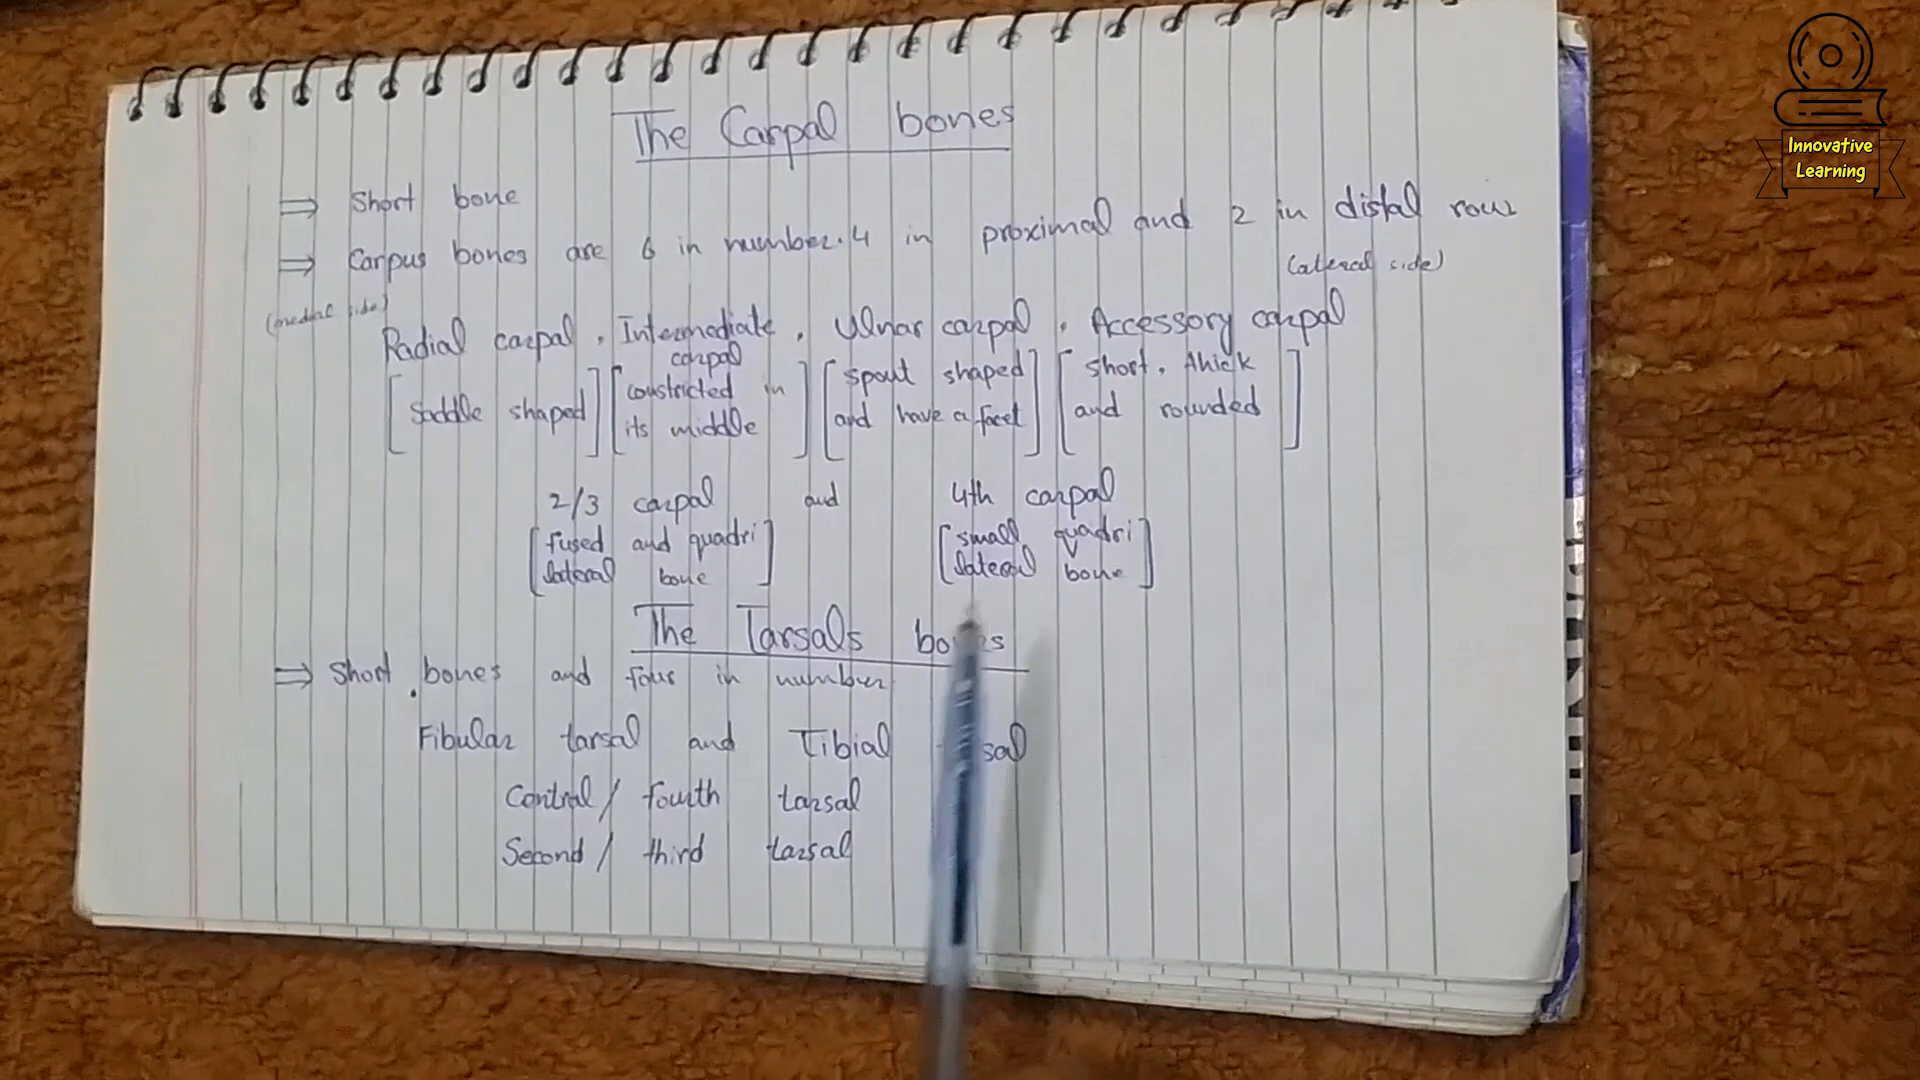 The Carpal bones
⇒ Short bone
⇒ Carpus bones are 6 in number. 4 in proximal and 2 in distal row
(medial side) (lateral side)
Radial carpal, Intermediate carpal, Ulnar carpal, Accessory carpal
[saddle shaped] [constricted in its middle] [spout shaped and have a facet] [short, thick and rounded]
2/3 carpal and 4th carpal
[fused and quadri lateral bone] [small quadri lateral bone]
The Tarsals bones
⇒ Short bones and four in number
Fibular tarsal and Tibial
Central / fourth tarsal
Second / third tarsal
Innovative
Learning